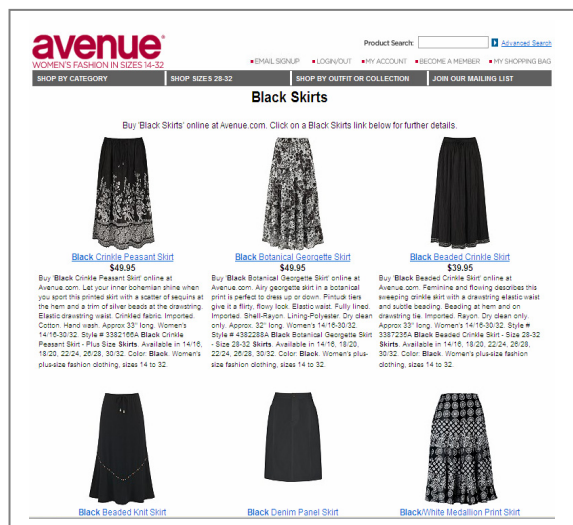 avenue®
WOMEN'S FASHION IN SIZES 14-32
Product Search: Advanced Search
EMAIL SIGNUP LOGIN/OUT MY ACCOUNT BECOME A MEMBER MY SHOPPING BAG
SHOP BY CATEGORY SHOP SIZES 28-32 SHOP BY OUTFIT OR COLLECTION JOIN OUR MAILING LIST
Black Skirts
Buy 'Black Skirts' online at Avenue.com. Click on a Black Skirts link below for further details.
Black Crinkle Peasant Skirt
$49.95
Buy 'Black Crinkle Peasant Skirt' online at
Avenue.com. Let your inner bohemian shine when
you sport this printed skirt with a scatter of sequins at
the hem and a trim of silver beads at the drawstring.
Elastic drawstring waist. Crinkled fabric. Imported.
Cotton. Hand wash. Approx 33" long. Women's
14/16-30/32. Style # 3382166A Black Crinkle
Peasant Skirt - Plus Size Skirts. Available in 14/16,
18/20, 22/24, 26/28, 30/32. Color: Black. Women's
plus-size fashion clothing, sizes 14 to 32.
Black Botanical Georgette Skirt
$49.95
Buy 'Black Botanical Georgette Skirt' online at
Avenue.com. Airy georgette skirt in a botanical
print is perfect to dress up or down. Pintuck tiers
give it a flirty, flowy look. Elastic waist. Fully lined.
Imported. Shell-Rayon. Lining-Polyester. Dry clean
only. Approx. 32" long. Women's 14/16-30/32.
Style # 4382288A Black Botanical Georgette Skirt
- Size 28-32 Skirts. Available in 14/16, 18/20,
22/24, 26/28, 30/32. Color: Black. Women's plus-
size fashion clothing, sizes 14 to 32.
Black Beaded Crinkle Skirt
$39.95
Buy 'Black Beaded Crinkle Skirt' online at
Avenue.com. Feminine and flowing describes this
sweeping crinkle skirt with a drawstring elastic waist
and subtle beading. Beading at hem and on
drawstring tie. Imported. Rayon. Dry clean only.
Approx 33" long. Women's 14/16-30/32. Style #
3387235A Black Beaded Crinkle Skirt - Size 28-32
Skirts. Available in 14/16, 18/20, 22/24, 26/28,
30/32. Color: Black. Women's plus-size fashion
clothing, sizes 14 to 32.
Black Beaded Knit Skirt
Black Denim Panel Skirt
Black/White Medallion Print Skirt